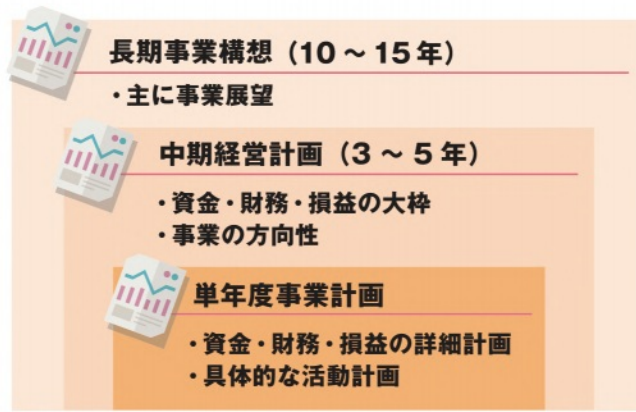 長期事業構想（10～15年）
・主に事業展望
中期経営計画（3～5年）
・資金・財務・損益の大枠
・事業の方向性
単年度事業計画
・資金・財務・損益の詳細計画
・具体的な活動計画